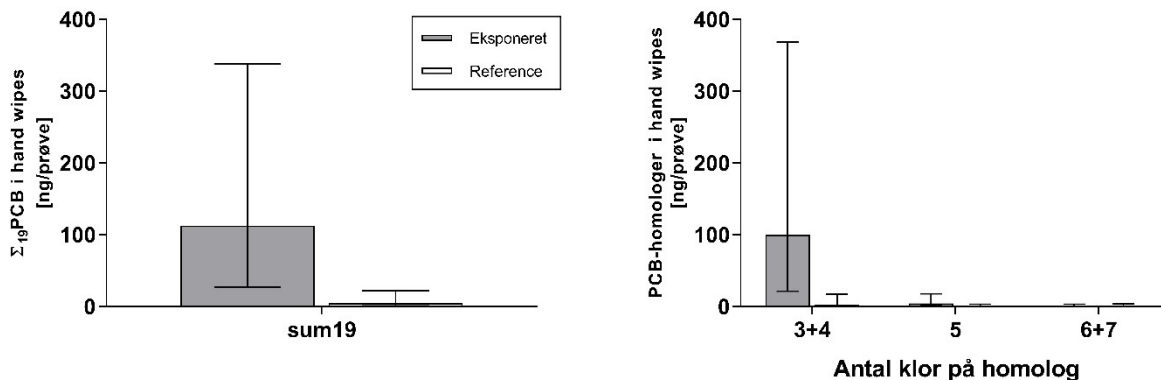 Σ₁₉PCB i hand wipes
[ng/prøve]
400
300
200
100
0
sum19
Eksponeret
Reference
PCB-homologer i hand wipes
[ng/prøve]
400
300
200
100
0
3+4 5 6+7
Antal klor på homolog